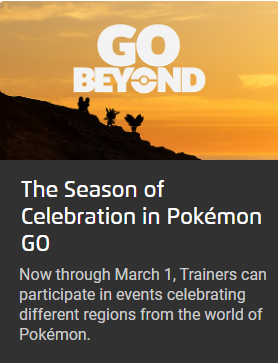 GO
BEYOND
The Season of
Celebration in Pokémon
GO
Now through March 1, Trainers can
participate in events celebrating
different regions from the world of
Pokémon.